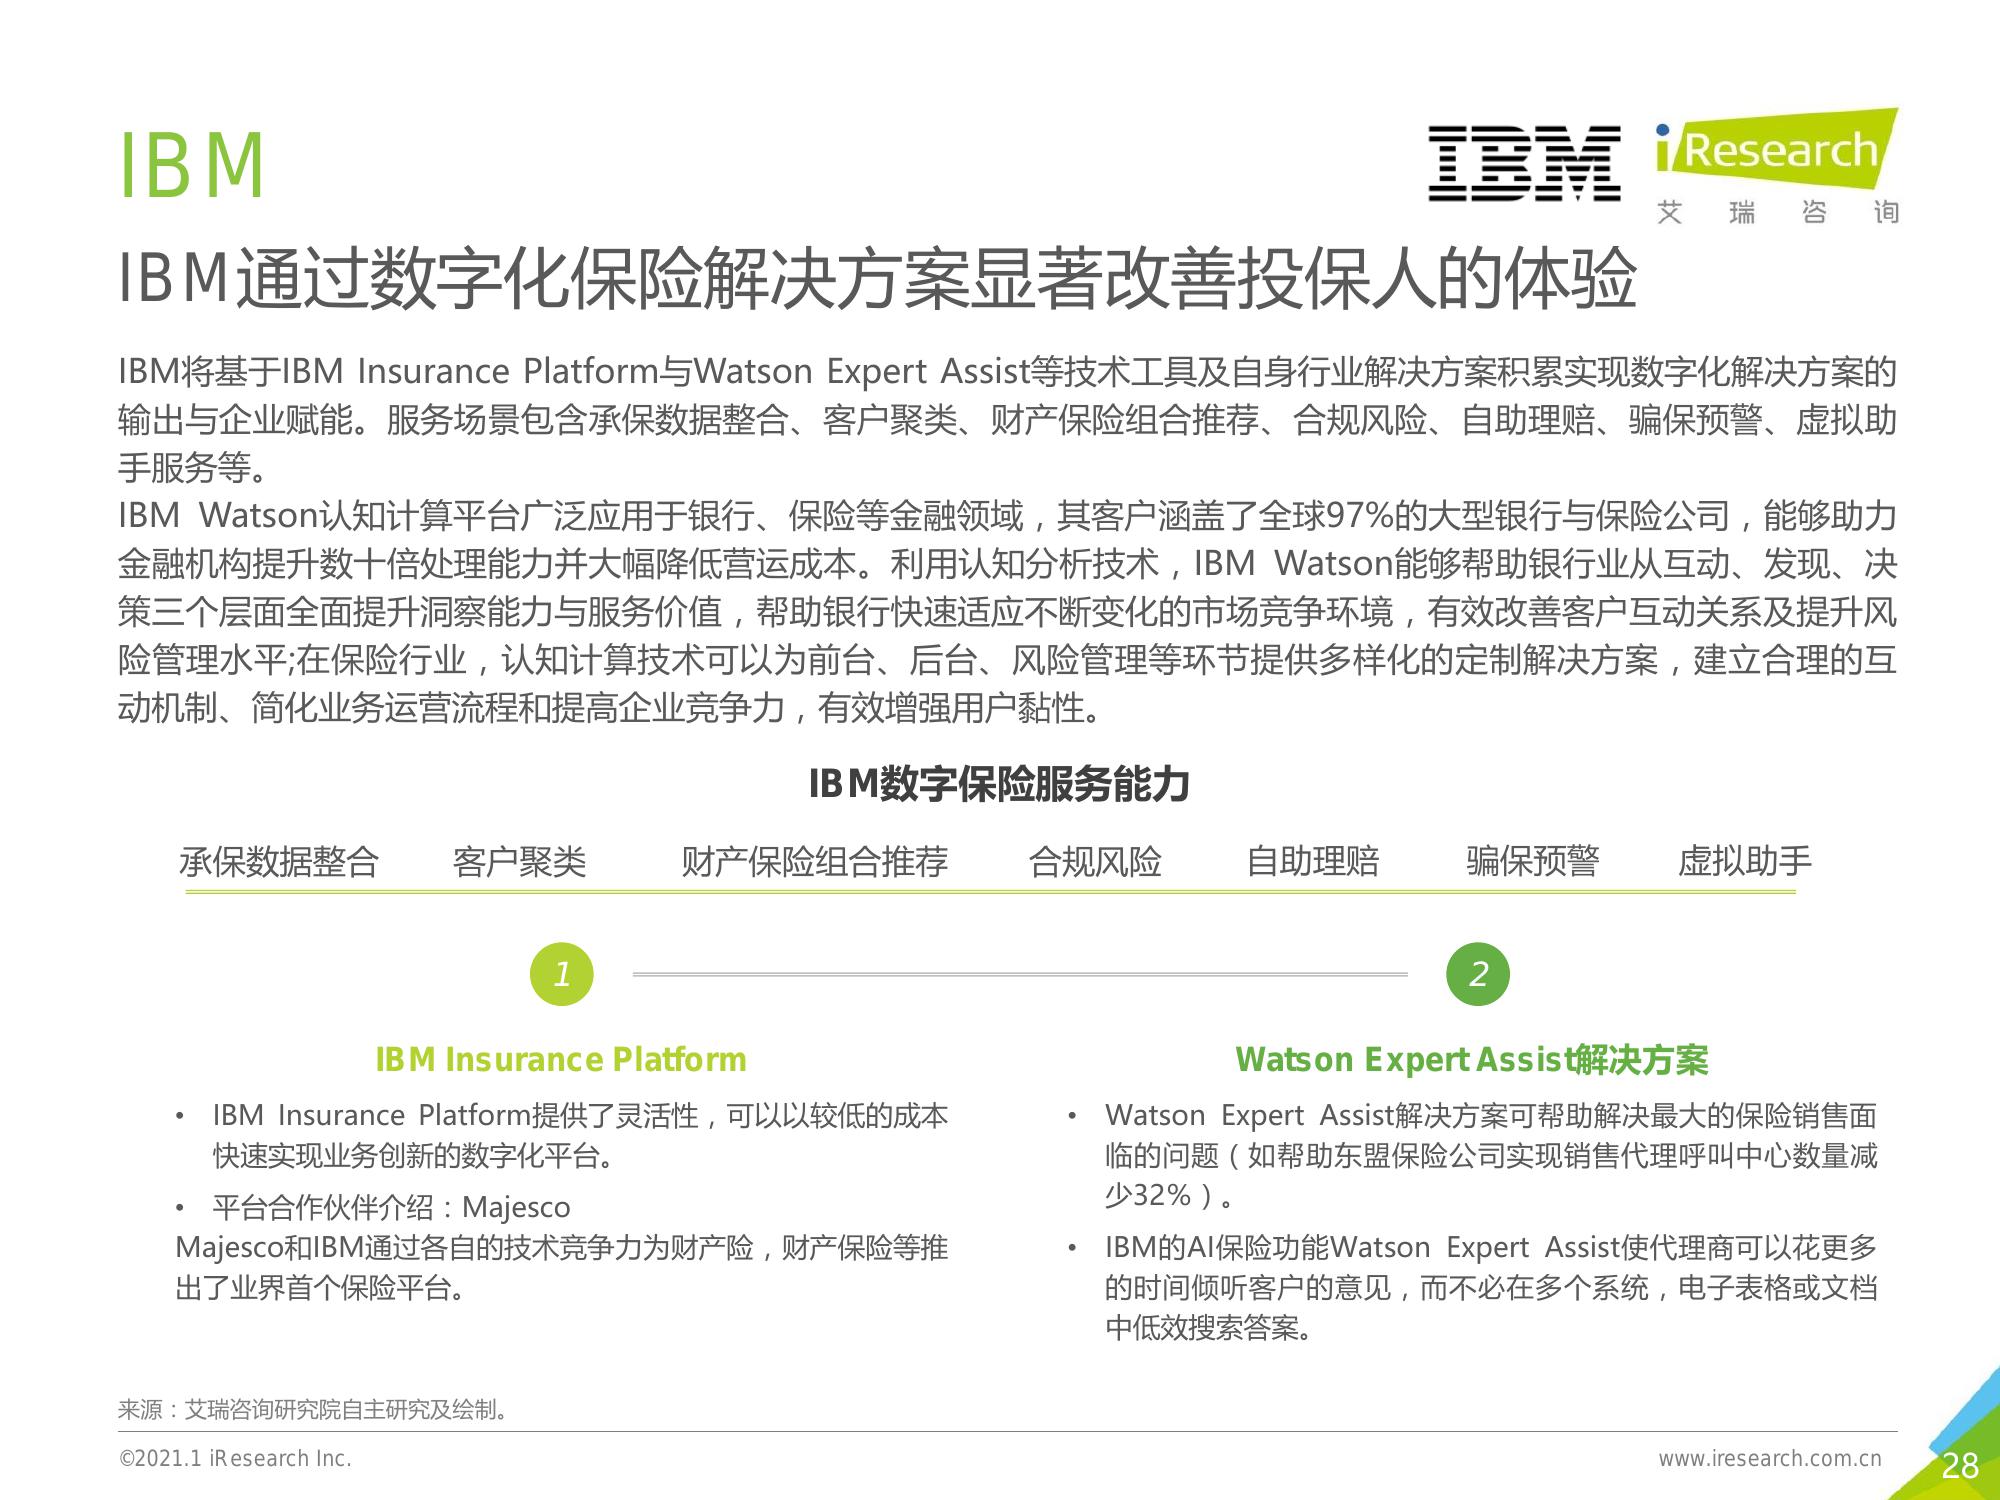 IBM
IBM
iResearch
艾瑞咨询
IBM通过数字化保险解决方案显著改善投保人的体验
IBM将基于IBM Insurance Platform与Watson Expert Assist等技术工具及自身行业解决方案积累实现数字化解决方案的
输出与企业赋能。服务场景包含承保数据整合、客户聚类、财产保险组合推荐、合规风险、自助理赔、骗保预警、虚拟助
手服务等。
IBM Watson认知计算平台广泛应用于银行、保险等金融领域，其客户涵盖了全球97%的大型银行与保险公司，能够助力
金融机构提升数十倍处理能力并大幅降低营运成本。利用认知分析技术，IBM Watson能够帮助银行业从互动、发现、决
策三个层面全面提升洞察能力与服务价值，帮助银行快速适应不断变化的市场竞争环境，有效改善客户互动关系及提升风
险管理水平;在保险行业，认知计算技术可以为前台、后台、风险管理等环节提供多样化的定制解决方案，建立合理的互
动机制、简化业务运营流程和提高企业竞争力，有效增强用户黏性。
IBM数字保险服务能力
承保数据整合 客户聚类 财产保险组合推荐 合规风险 自助理赔 骗保预警 虚拟助手
1
IBM Insurance Platform
• IBM Insurance Platform提供了灵活性，可以以较低的成本
快速实现业务创新的数字化平台。
• 平台合作伙伴介绍：Majesco
Majesco和IBM通过各自的技术竞争力为财产险，财产保险等推
出了业界首个保险平台。
2
Watson Expert Assist解决方案
• Watson Expert Assist解决方案可帮助解决最大的保险销售面
临的问题（如帮助东盟保险公司实现销售代理呼叫中心数量减
少32%）。
• IBM的AI保险功能Watson Expert Assist使代理商可以花更多
的时间倾听客户的意见，而不必在多个系统，电子表格或文档
中低效搜索答案。
来源：艾瑞咨询研究院自主研究及绘制。
©2021.1 iResearch Inc.
www.iresearch.com.cn
28